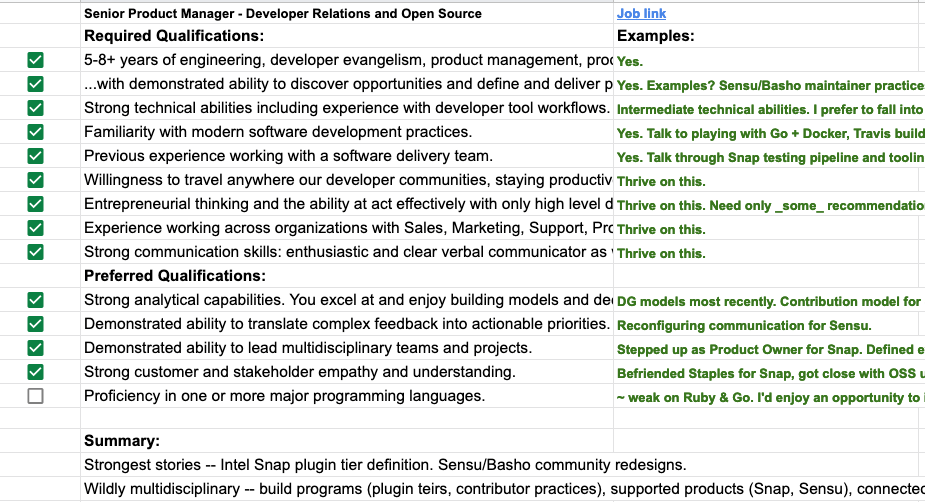 Senior Product Manager - Developer Relations and Open Source Job link
Required Qualifications: Examples:
5-8+ years of engineering, developer evangelism, product management, Yes.
...with demonstrated ability to discover opportunities and define and deliver Yes. Examples? Sensu/Basho maintainer
Strong technical abilities including experience with developer tool workflows. Intermediate technical abilities. I prefer to fall into
Familiarity with modern software development practices. Yes. Talk to playing with Go + Docker, Travis build
Previous experience working with a software delivery team. Yes. Talk through Snap testing pipeline and
Willingness to travel anywhere our developer communities, staying Thrive on this.
Entrepreneurial thinking and the ability at act effectively with only high level Thrive on this. Need only _some_
Experience working across organizations with Sales, Marketing, Support, Thrive on this.
Strong communication skills: enthusiastic and clear verbal communicator as Thrive on this.
Preferred Qualifications:
Strong analytical capabilities. You excel at and enjoy building models and DG models most recently. Contribution model for
Demonstrated ability to translate complex feedback into actionable priorities. Reconfiguring communication for Sensu.
Demonstrated ability to lead multidisciplinary teams and projects. Stepped up as Product Owner for Snap. Defined
Strong customer and stakeholder empathy and understanding. Befriended Staples for Snap, got close with OSS
Proficiency in one or more major programming languages. ~ weak on Ruby & Go. I'd enjoy an opportunity to
Summary:
Strongest stories -- Intel Snap plugin tier definition. Sensu/Basho community redesigns.
Wildly multidisciplinary -- build programs (plugin teirs, contributor practices), supported products (Snap, Sensu), connected